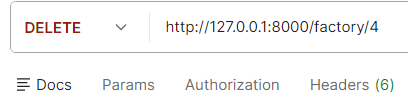 DELETE http://127.0.0.1:8000/factory/4
Docs Params Authorization Headers (6)